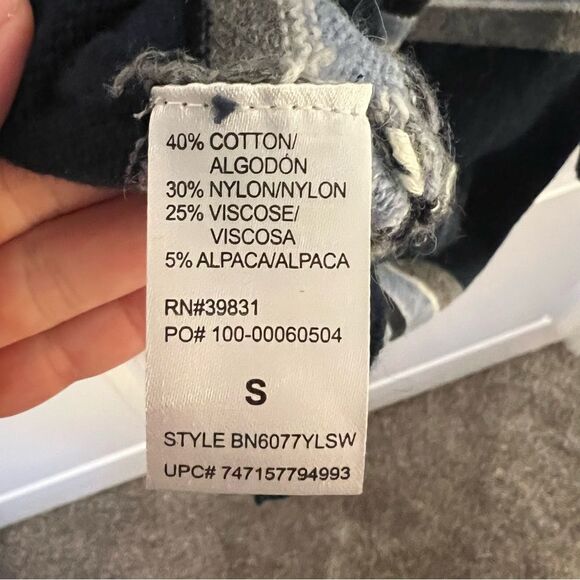 40% COTTON/
ALGODÓN
30% NYLON/NYLON
25% VISCOSE/
VISCOSA
5% ALPACA/ALPACA
RN#39831
PO# 100-00060504
S
STYLE BN6077YLSW
UPC# 747157794993